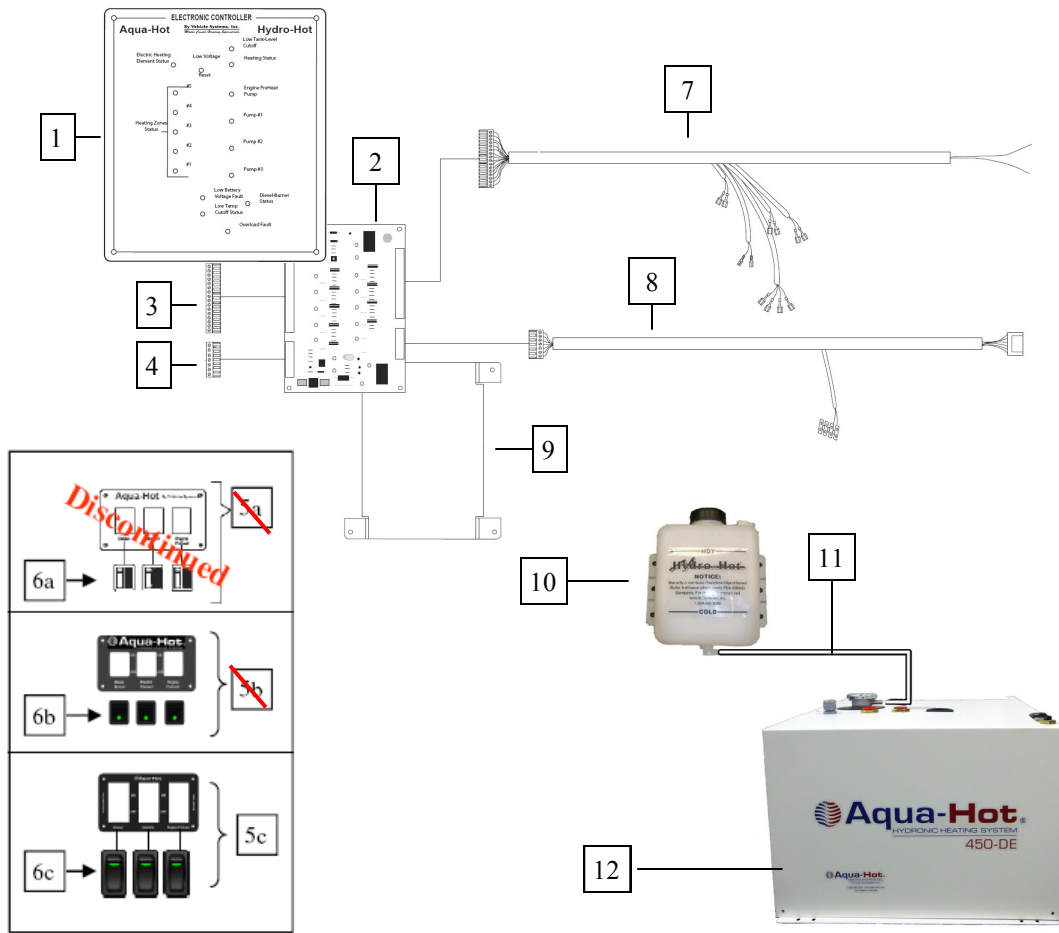 ELECTRONIC CONTROLLER
Aqua-Hot
By Vehicle Systems, Inc.
Hydro-Hot
Low Tank-Level
Cutoff
Electric Heating
Element Status
Low Voltage
Heating Status
Reset
#5
Engine PreHeat
Pump
#4
Pump #1
Heating Zones
Status
#3
#2
Pump #2
#1
Pump #3
Low Battery
Voltage Fault
Diesel-Burner
Status
Low Temp
Cutoff Status
Overload Fault
1
2
3
4
7
8
9
10
11
12
Aqua-Hot
Discontinued
5a
6a
Aqua-Hot
5b
6b
5c
6c
HOT
Hydro-Hot
NOTICE:
COLD
Aqua-Hot®
HYDRONIC HEATING SYSTEM
450-DE
Aqua-Hot